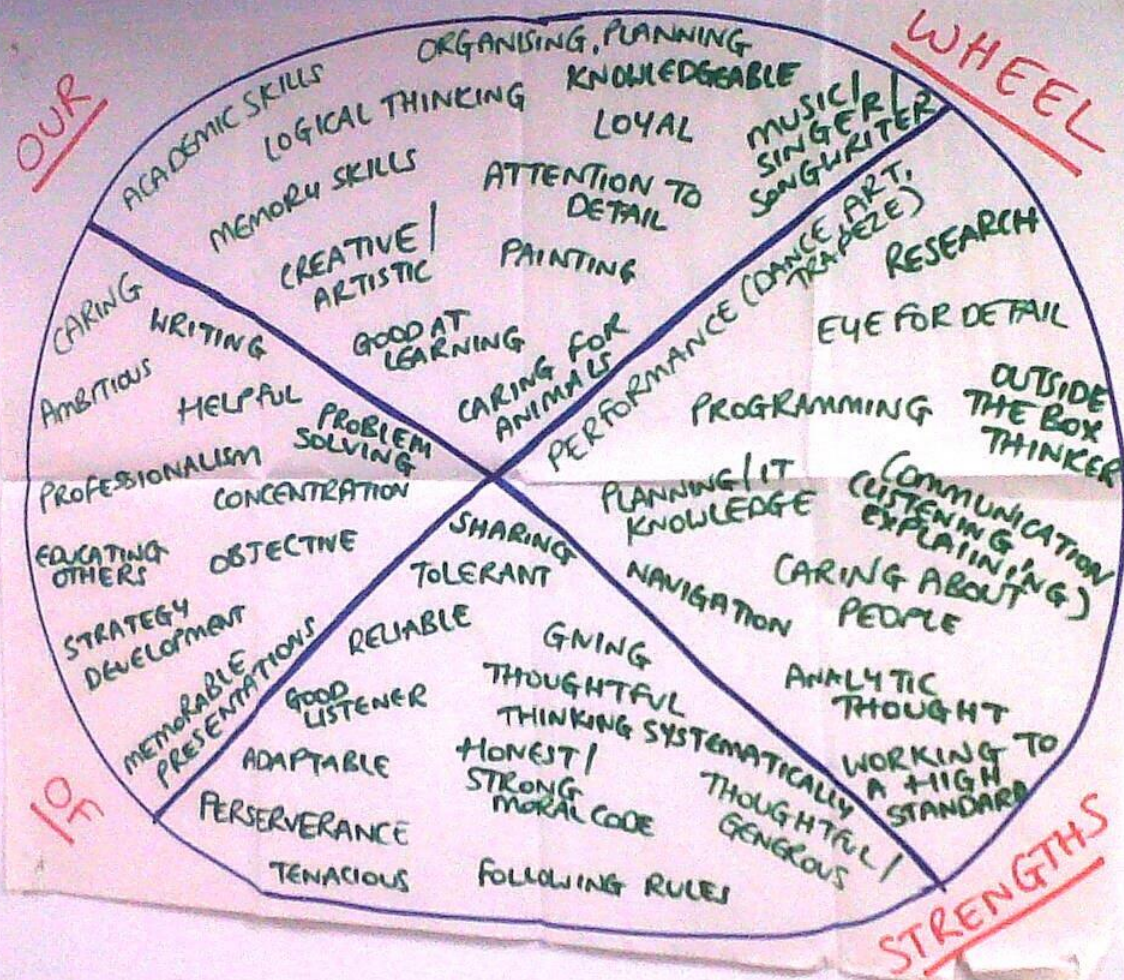 OUR
WHEEL
OF
STRENGTHS
ORGANISING, PLANNING
ACADEMIC SKILLS
KNOWLEDGEABLE
LOGICAL THINKING
LOYAL
MUSIC/
SINGER/
SONGWRITER
MEMORY SKILLS
ATTENTION TO
DETAIL
CREATIVE/
ARTISTIC
PAINTING
GOOD AT
LEARNING
CARING FOR
ANIMALS
PERFORMANCE (DANCE, ART,
TRAPEZE)
RESEARCH
EYE FOR DETAIL
PROGRAMMING
OUTSIDE
THE BOX
THINKER
PLANNING/IT
KNOWLEDGE
COMMUNICATION
(LISTENING
EXPLAINING)
NAVIGATION
CARING ABOUT
PEOPLE
ANALYTIC
THOUGHT
WORKING TO
A HIGH
STANDARD
SHARING
TOLERANT
RELIABLE
GIVING
GOOD
LISTENER
THOUGHTFUL
THINKING SYSTEMATICALLY
ADAPTABLE
HONEST/
STRONG
MORAL CODE
THOUGHTFUL/
GENEROUS
PERSERVERANCE
TENACIOUS
FOLLOWING RULES
CARING
WRITING
AMBITIOUS
HELPFUL
PROBLEM
SOLVING
PROFESSIONALISM
CONCENTRATION
EDUCATING
OTHERS
OBJECTIVE
STRATEGY
DEVELOPMENT
MEMORABLE
PRESENTATIONS